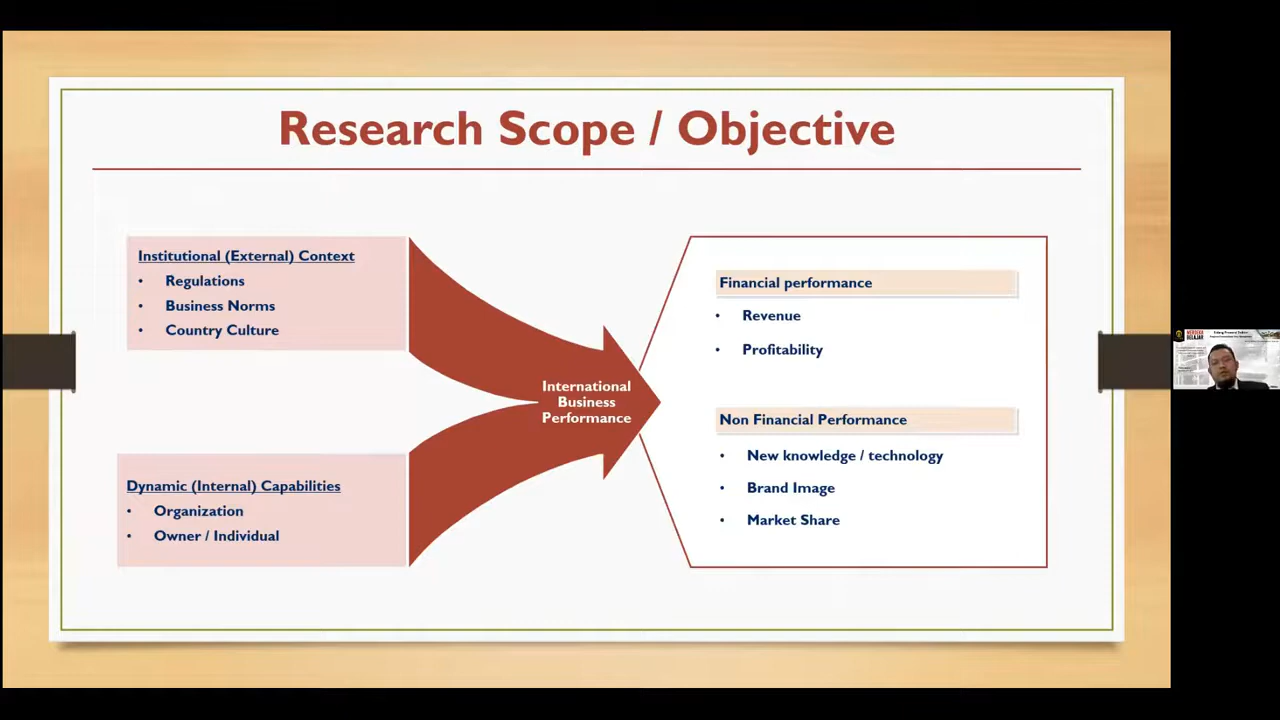 Research Scope / Objective
Institutional (External) Context
• Regulations
• Business Norms
• Country Culture
Dynamic (Internal) Capabilities
• Organization
• Owner / Individual
International
Business
Performance
Financial performance
• Revenue
• Profitability
Non Financial Performance
• New knowledge / technology
• Brand Image
• Market Share
BELAJAR